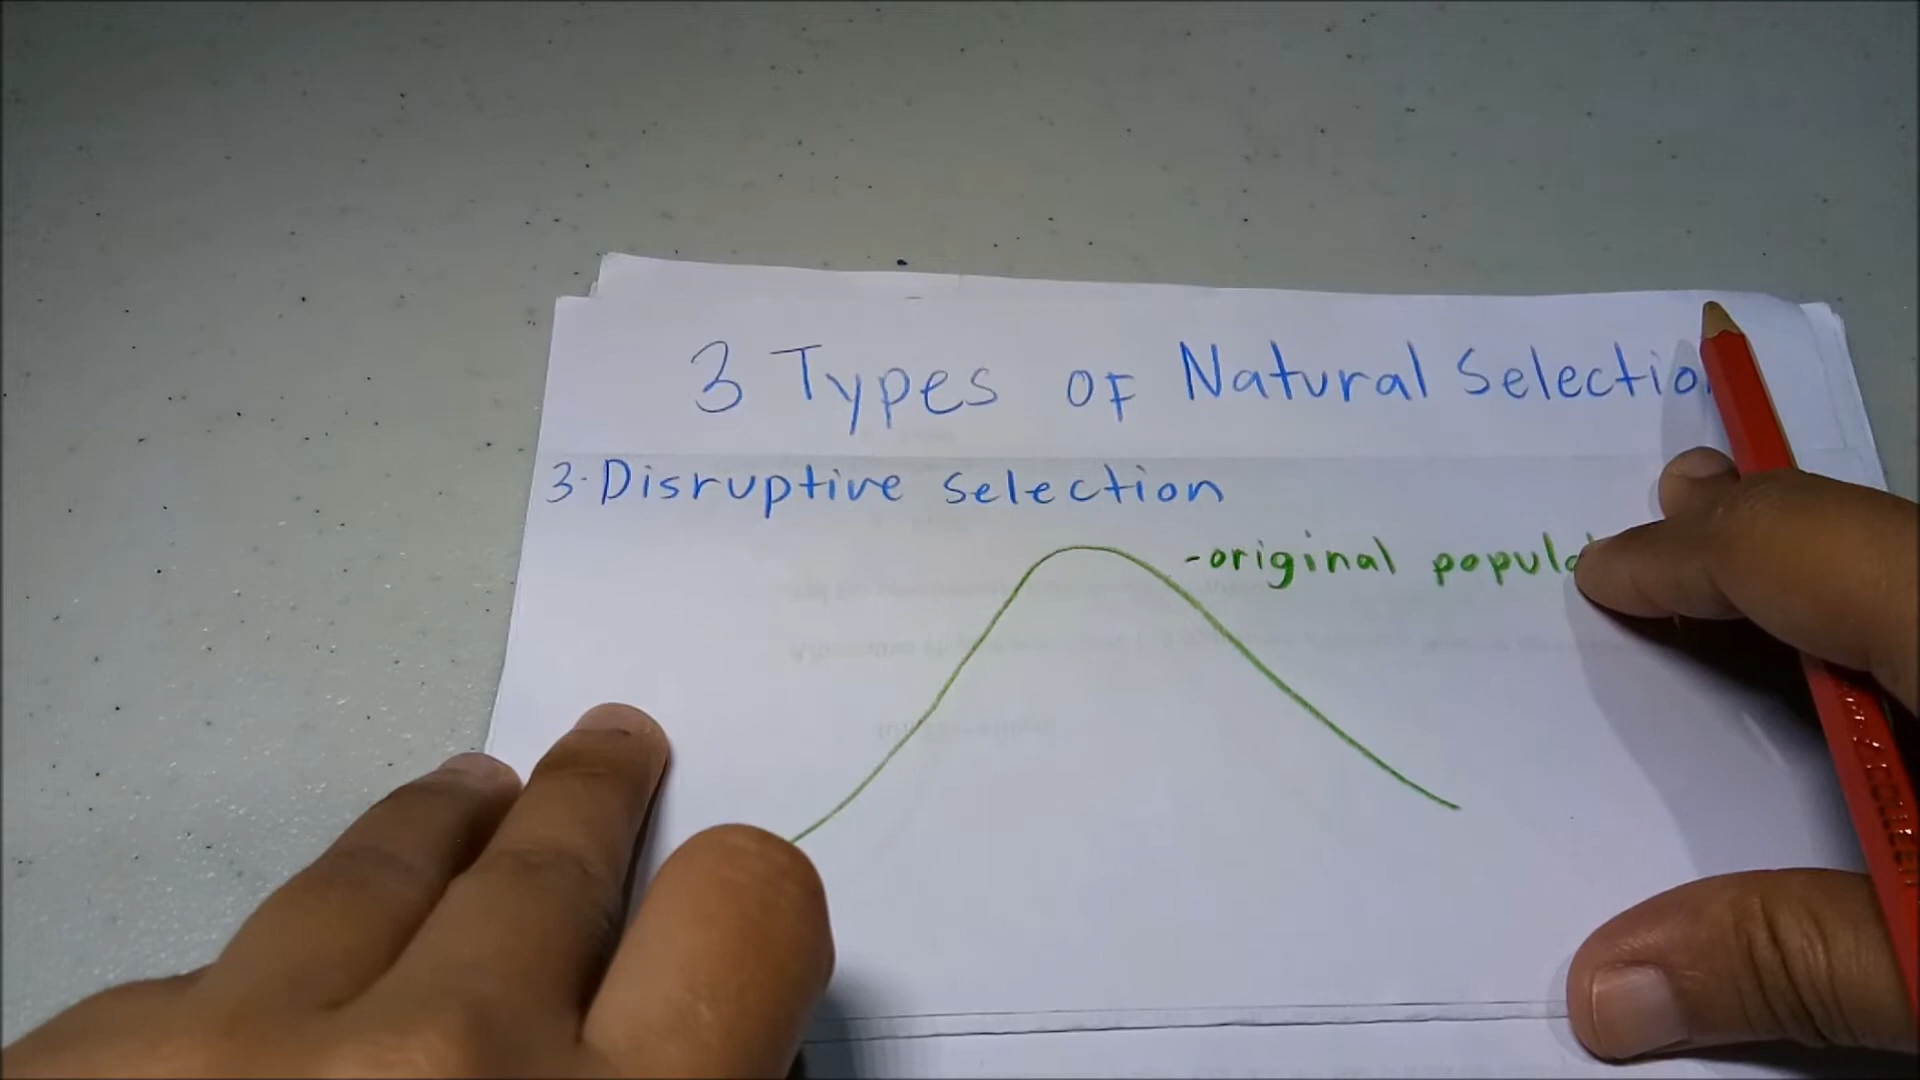 3 Types OF Natural Selectio
3. Disruptive selection
-original popula